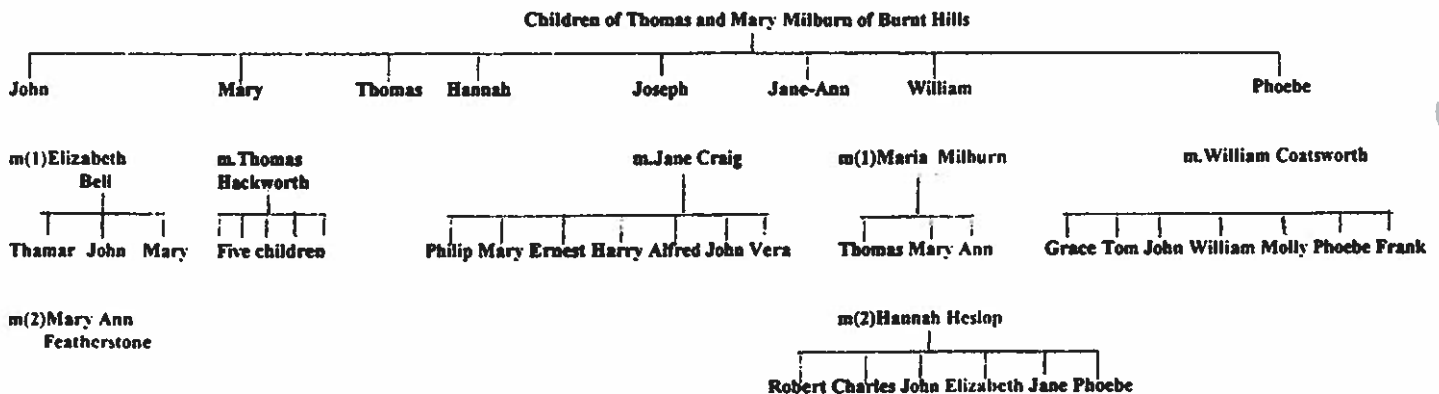 Children of Thomas and Mary Milburn of Burnt Hills
John Mary Thomas Hannah Joseph Jane-Ann William Phoebe
m(1)Elizabeth m.Thomas m.Jane Craig m(1)Maria Milburn m.William Coatsworth
Bell Hackworth
Thamar John Mary Five children Philip Mary Ernest Harry Alfred John Vera Thomas Mary Ann Grace Tom John William Molly Phoebe Frank
m(2)Mary Ann m(2)Hannah Heslop
Featherstone
Robert Charles John Elizabeth Jane Phoebe